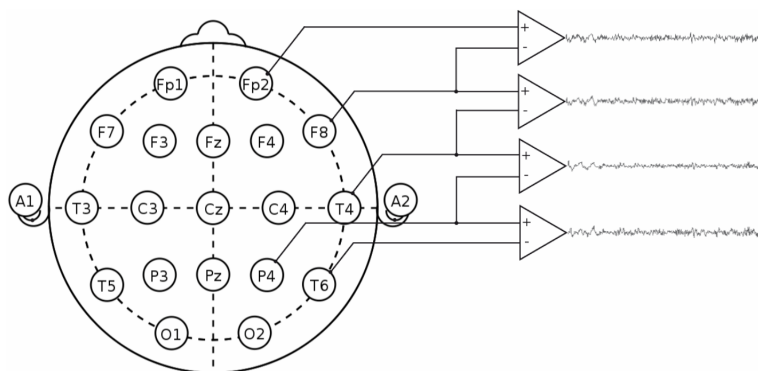 +
-
Fp1 Fp2
+
-
F7 F3 Fz F4 F8
+
-
A1 T3 C3 Cz C4 T4 A2
+
-
T5 P3 Pz P4 T6
O1 O2